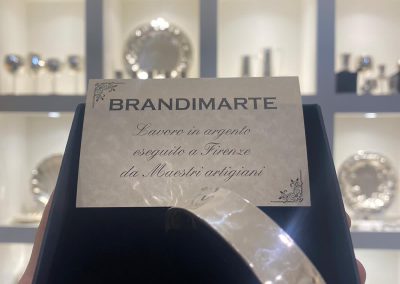 BRANDIMARTE
Lavoro in argento
eseguito a Firenze
da Maestri artigiani